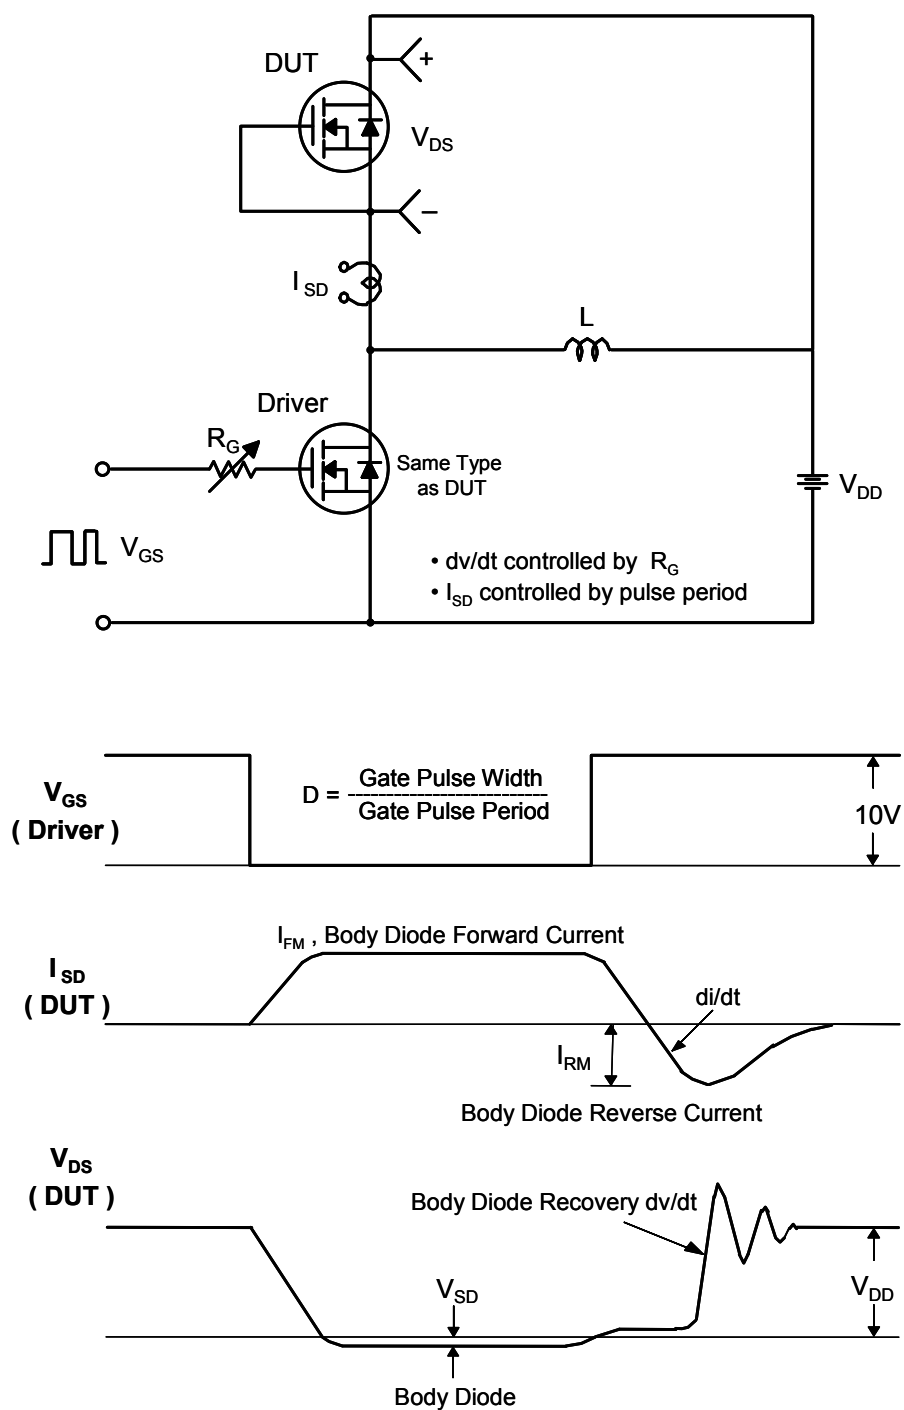 DUT
+
V_DS
–
I_SD
L
Driver
R_G
Same Type
as DUT
V_DD
V_GS
• dv/dt controlled by R_G
• I_SD controlled by pulse period
V_GS
( Driver )
D = Gate Pulse Width
Gate Pulse Period
10V
I_FM , Body Diode Forward Current
I_SD
( DUT )
di/dt
I_RM
Body Diode Reverse Current
V_DS
( DUT )
Body Diode Recovery dv/dt
V_SD
V_DD
Body Diode